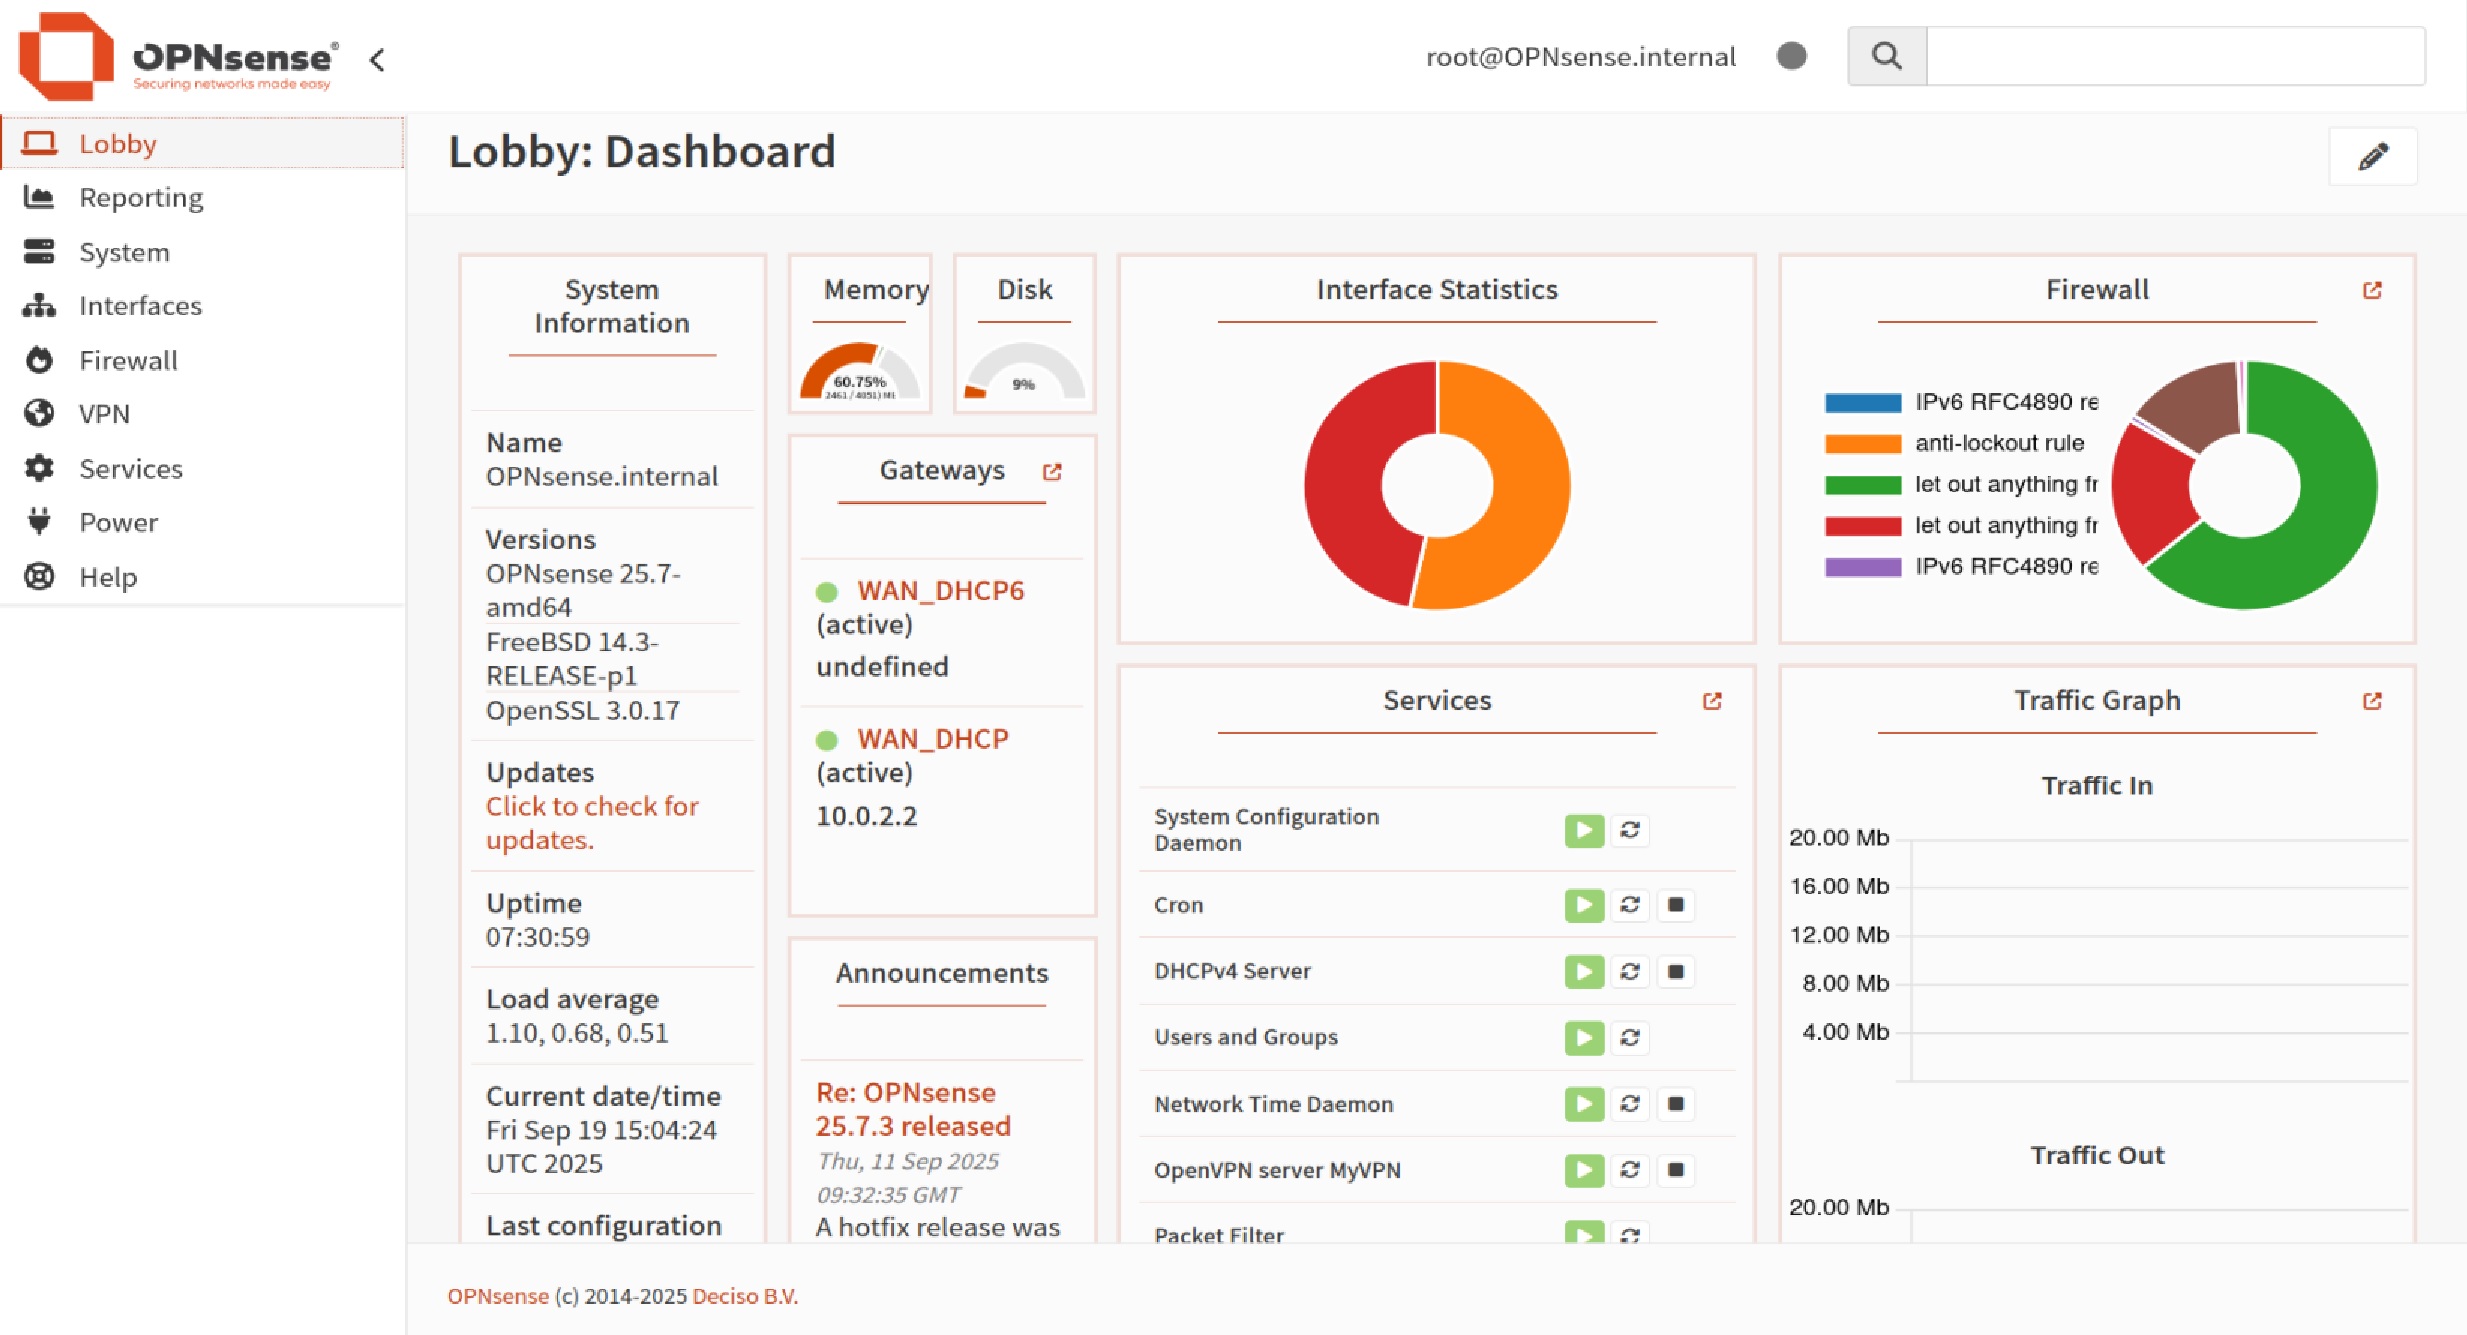 OPNsense®
Securing networks made easy
root@OPNsense.internal
Lobby
Reporting
System
Interfaces
Firewall
VPN
Services
Power
Help
Lobby: Dashboard
System
Information
Name
OPNsense.internal
Versions
OPNsense 25.7-
amd64
FreeBSD 14.3-
RELEASE-p1
OpenSSL 3.0.17
Updates
Click to check for
updates.
Uptime
07:30:59
Load average
1.10, 0.68, 0.51
Current date/time
Fri Sep 19 15:04:24
UTC 2025
Last configuration
Memory
60.75%
Disk
9%
Gateways
WAN_DHCP6
(active)
undefined
WAN_DHCP
(active)
10.0.2.2
Announcements
Re: OPNsense
25.7.3 released
Thu, 11 Sep 2025
09:32:35 GMT
A hotfix release was
Interface Statistics
Services
System Configuration
Daemon
Cron
DHCPv4 Server
Users and Groups
Network Time Daemon
OpenVPN server MyVPN
Packet Filter
Firewall
IPv6 RFC4890 re
anti-lockout rule
let out anything fr
let out anything fr
IPv6 RFC4890 re
Traffic Graph
Traffic In
20.00 Mb
16.00 Mb
12.00 Mb
8.00 Mb
4.00 Mb
Traffic Out
20.00 Mb
OPNsense (c) 2014-2025 Deciso B.V.